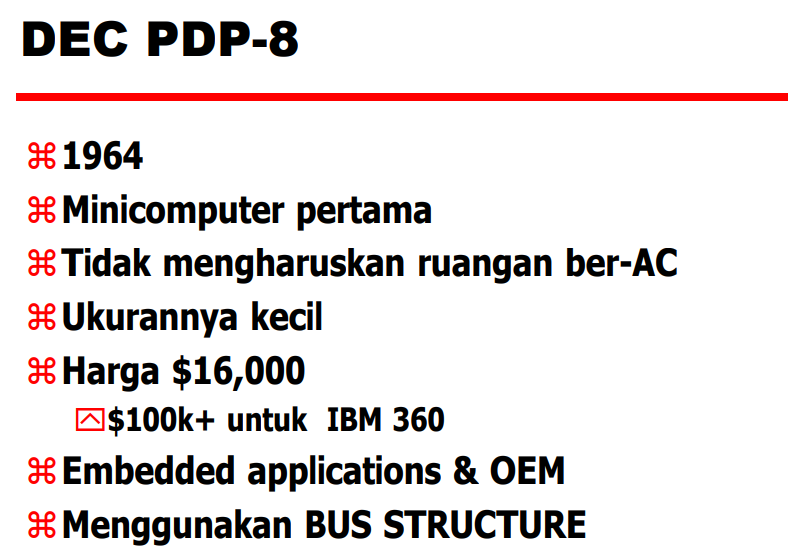 DEC PDP-8
⌘1964
⌘Minicomputer pertama
⌘Tidak mengharuskan ruangan ber-AC
⌘Ukurannya kecil
⌘Harga $16,000
$100k+ untuk IBM 360
⌘Embedded applications & OEM
⌘Menggunakan BUS STRUCTURE